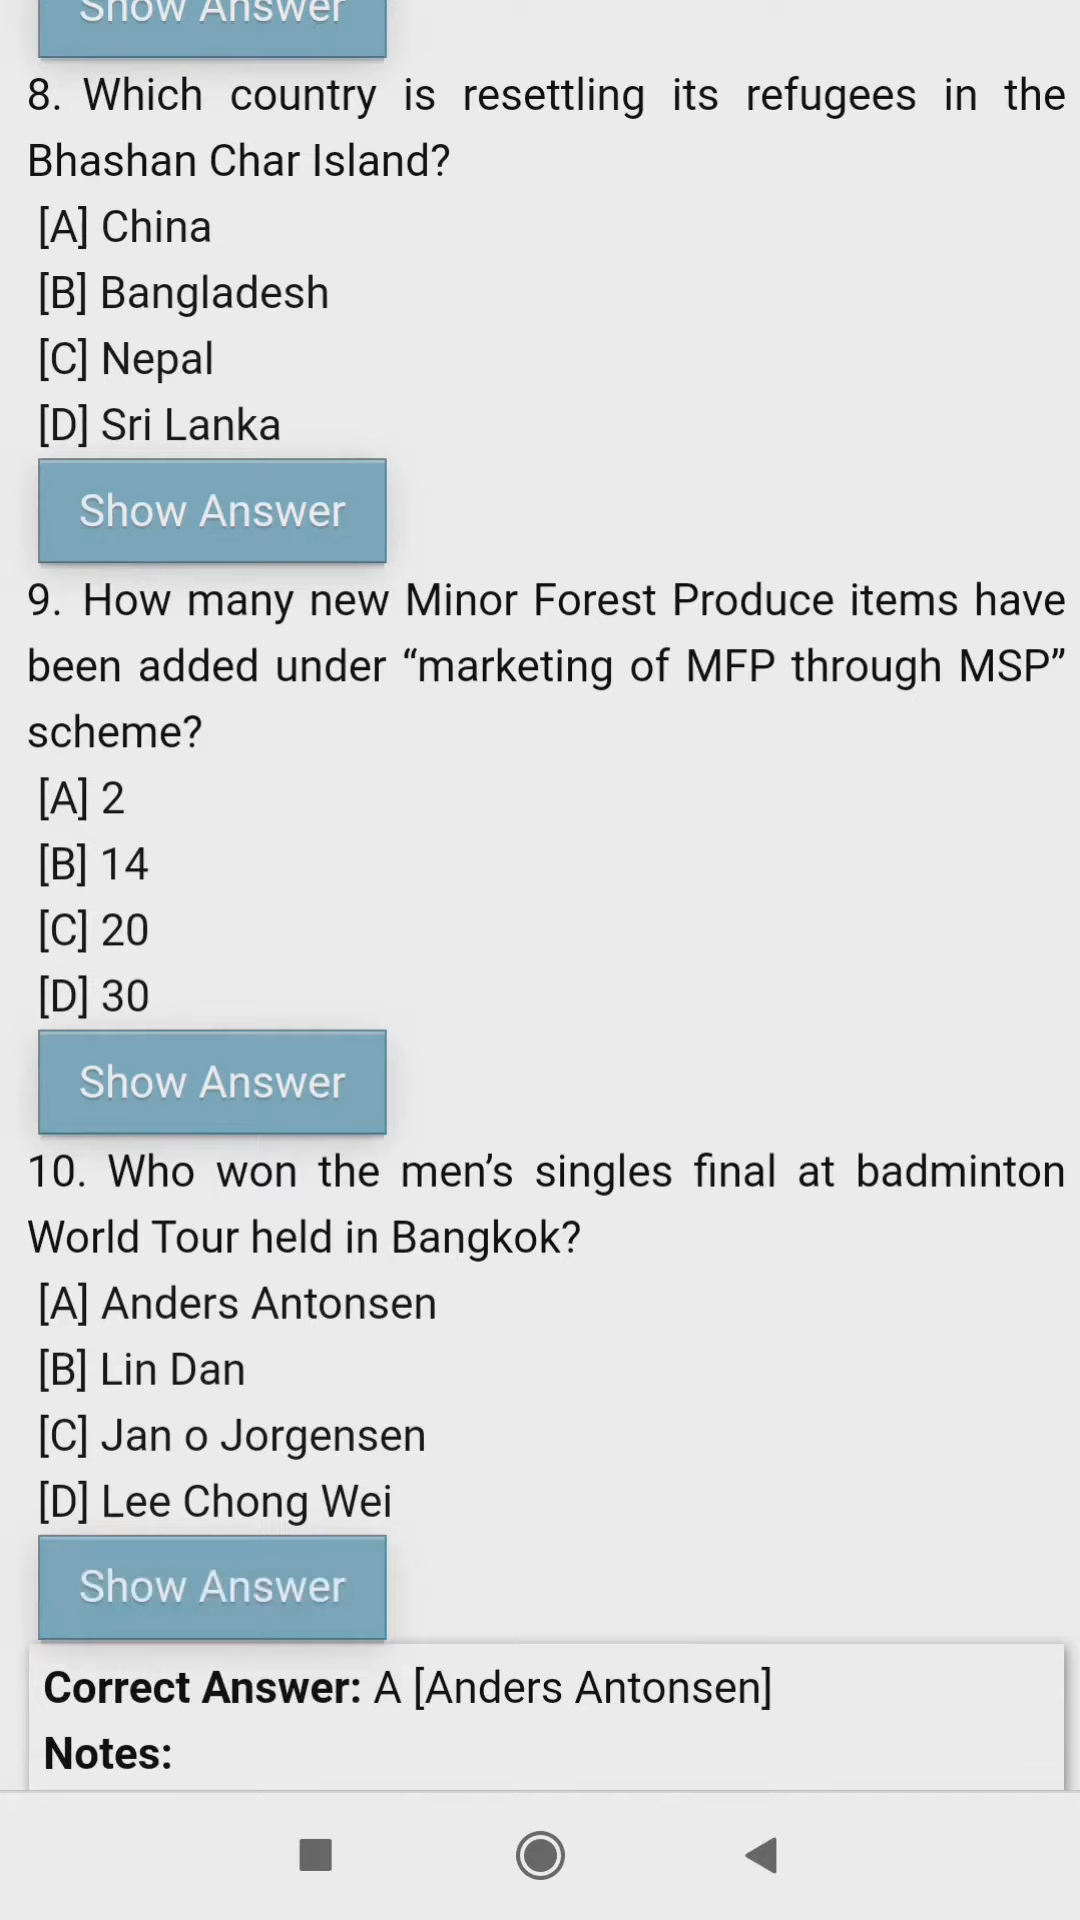 Show Answer
8. Which country is resettling its refugees in the
Bhashan Char Island?
[A] China
[B] Bangladesh
[C] Nepal
[D] Sri Lanka
Show Answer
9. How many new Minor Forest Produce items have
been added under “marketing of MFP through MSP”
scheme?
[A] 2
[B] 14
[C] 20
[D] 30
Show Answer
10. Who won the men’s singles final at badminton
World Tour held in Bangkok?
[A] Anders Antonsen
[B] Lin Dan
[C] Jan o Jorgensen
[D] Lee Chong Wei
Show Answer
Correct Answer: A [Anders Antonsen]
Notes: